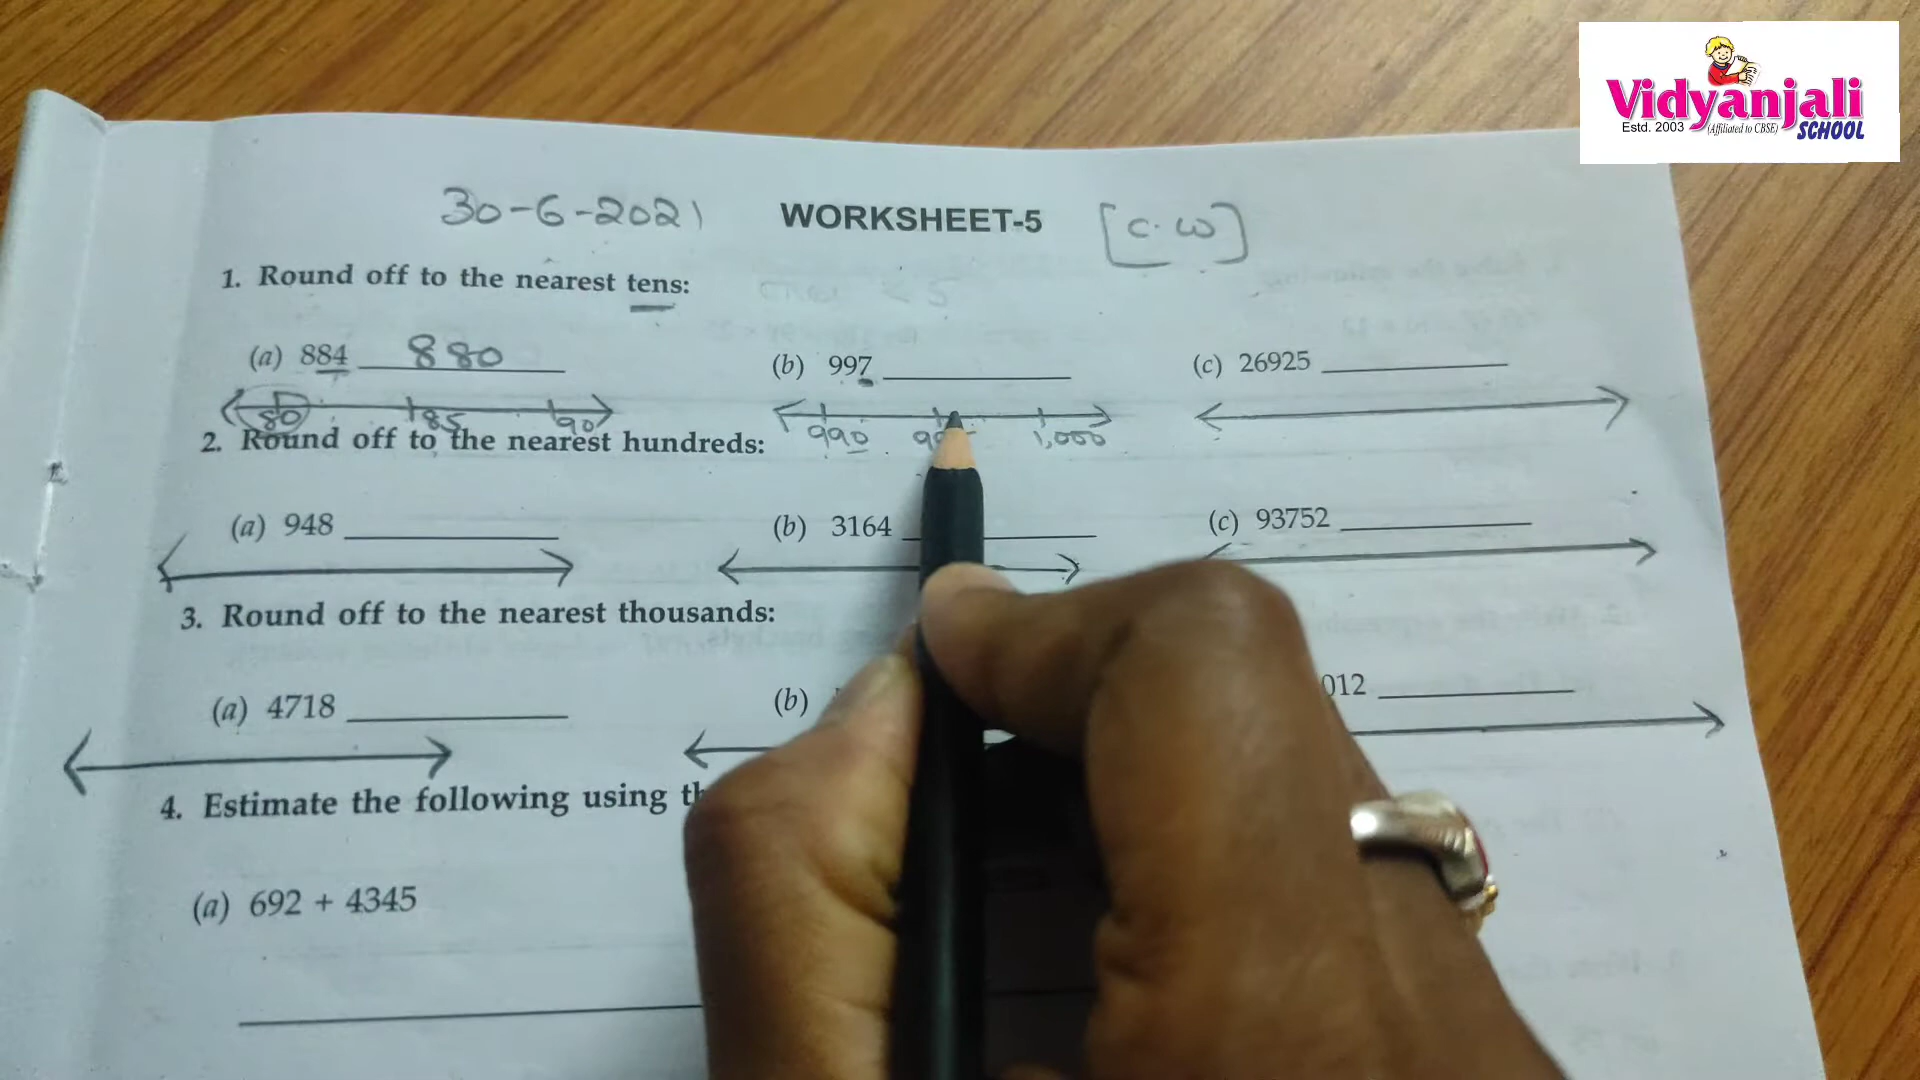 Vidyanjali
Estd. 2003 (Affiliated to CBSE) SCHOOL
30-6-2021 WORKSHEET-5 [C.W]
1. Round off to the nearest tens:
(a) 884 880 (b) 997 (c) 26925
80 85 90 990 1,000
2. Round off to the nearest hundreds:
(a) 948 (b) 3164 (c) 93752
3. Round off to the nearest thousands:
(a) 4718 (b) 012
4. Estimate the following using
(a) 692 + 4345